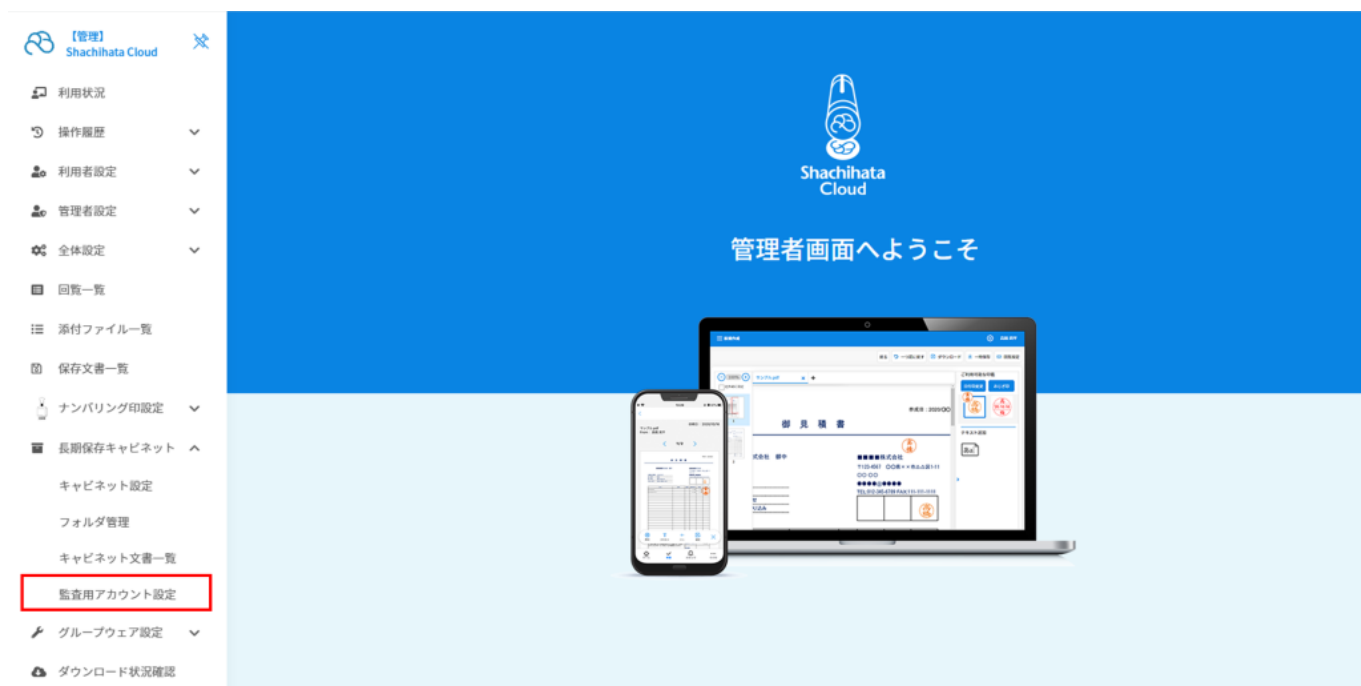 【管理】
Shachihata Cloud
利用状況
操作履歴
利用者設定
管理者設定
全体設定
回覧一覧
添付ファイル一覧
保存文書一覧
ナンバリング印設定
長期保存キャビネット
キャビネット設定
フォルダ管理
キャビネット文書一覧
監査用アカウント設定
グループウェア設定
ダウンロード状況確認
Shachihata
Cloud
管理者画面へようこそ
御 見 積 書